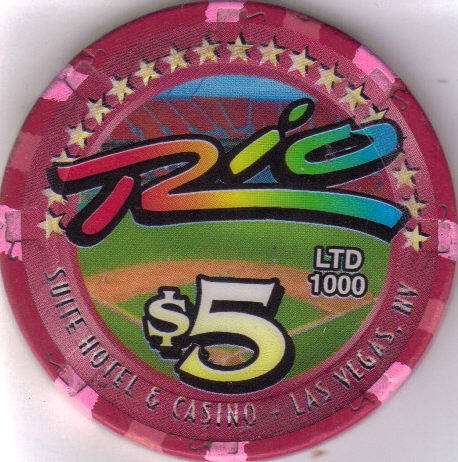 Rio
LTD
1000
$5
SUITE HOTEL & CASINO - LAS VEGAS, NV